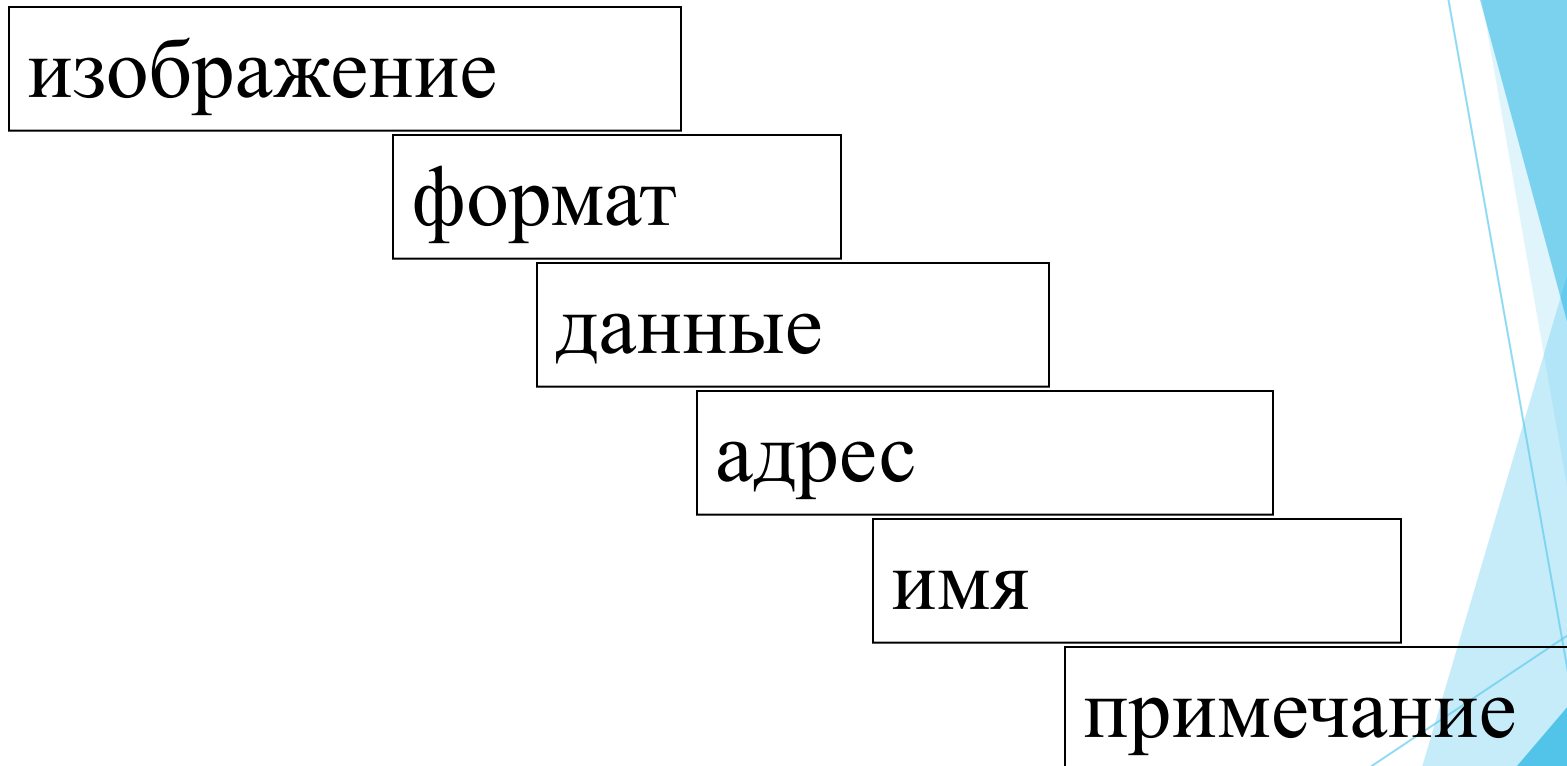 изображение
формат
данные
адрес
имя
примечание